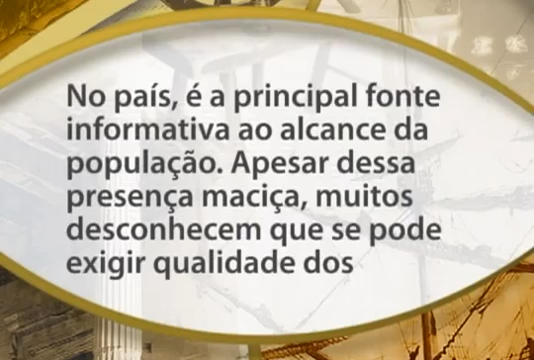 No país, é a principal fonte
informativa ao alcance da
população. Apesar dessa
presença maciça, muitos
desconhecem que se pode
exigir qualidade dos